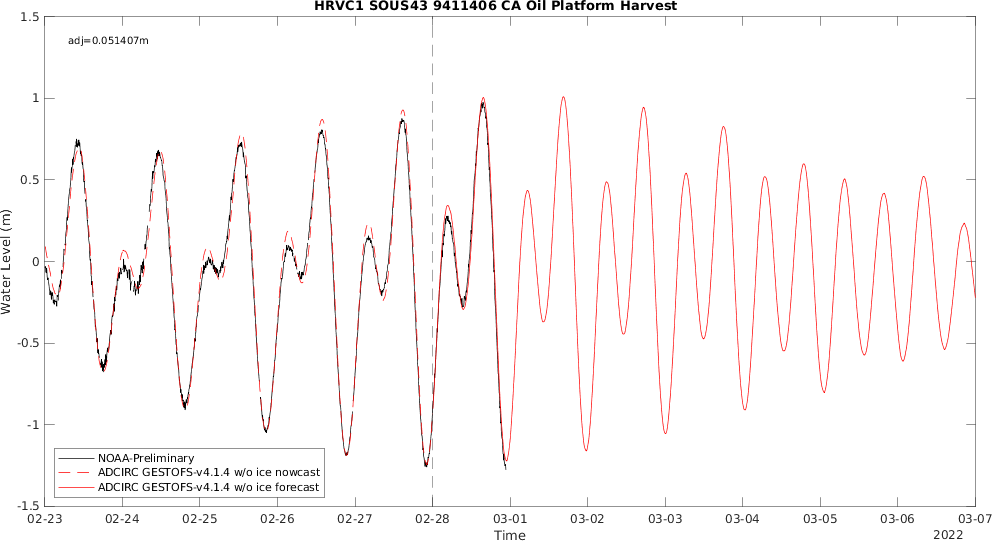 HRVC1 SOUS43 9411406 CA Oil Platform Harvest
adj=0.051407m
1.5
1
0.5
0
-0.5
-1
-1.5
Water Level (m)
NOAA-Preliminary
ADCIRC GESTOFS-v4.1.4 w/o ice nowcast
ADCIRC GESTOFS-v4.1.4 w/o ice forecast
02-23 02-24 02-25 02-26 02-27 02-28 03-01 03-02 03-03 03-04 03-05 03-06 03-07
Time
2022